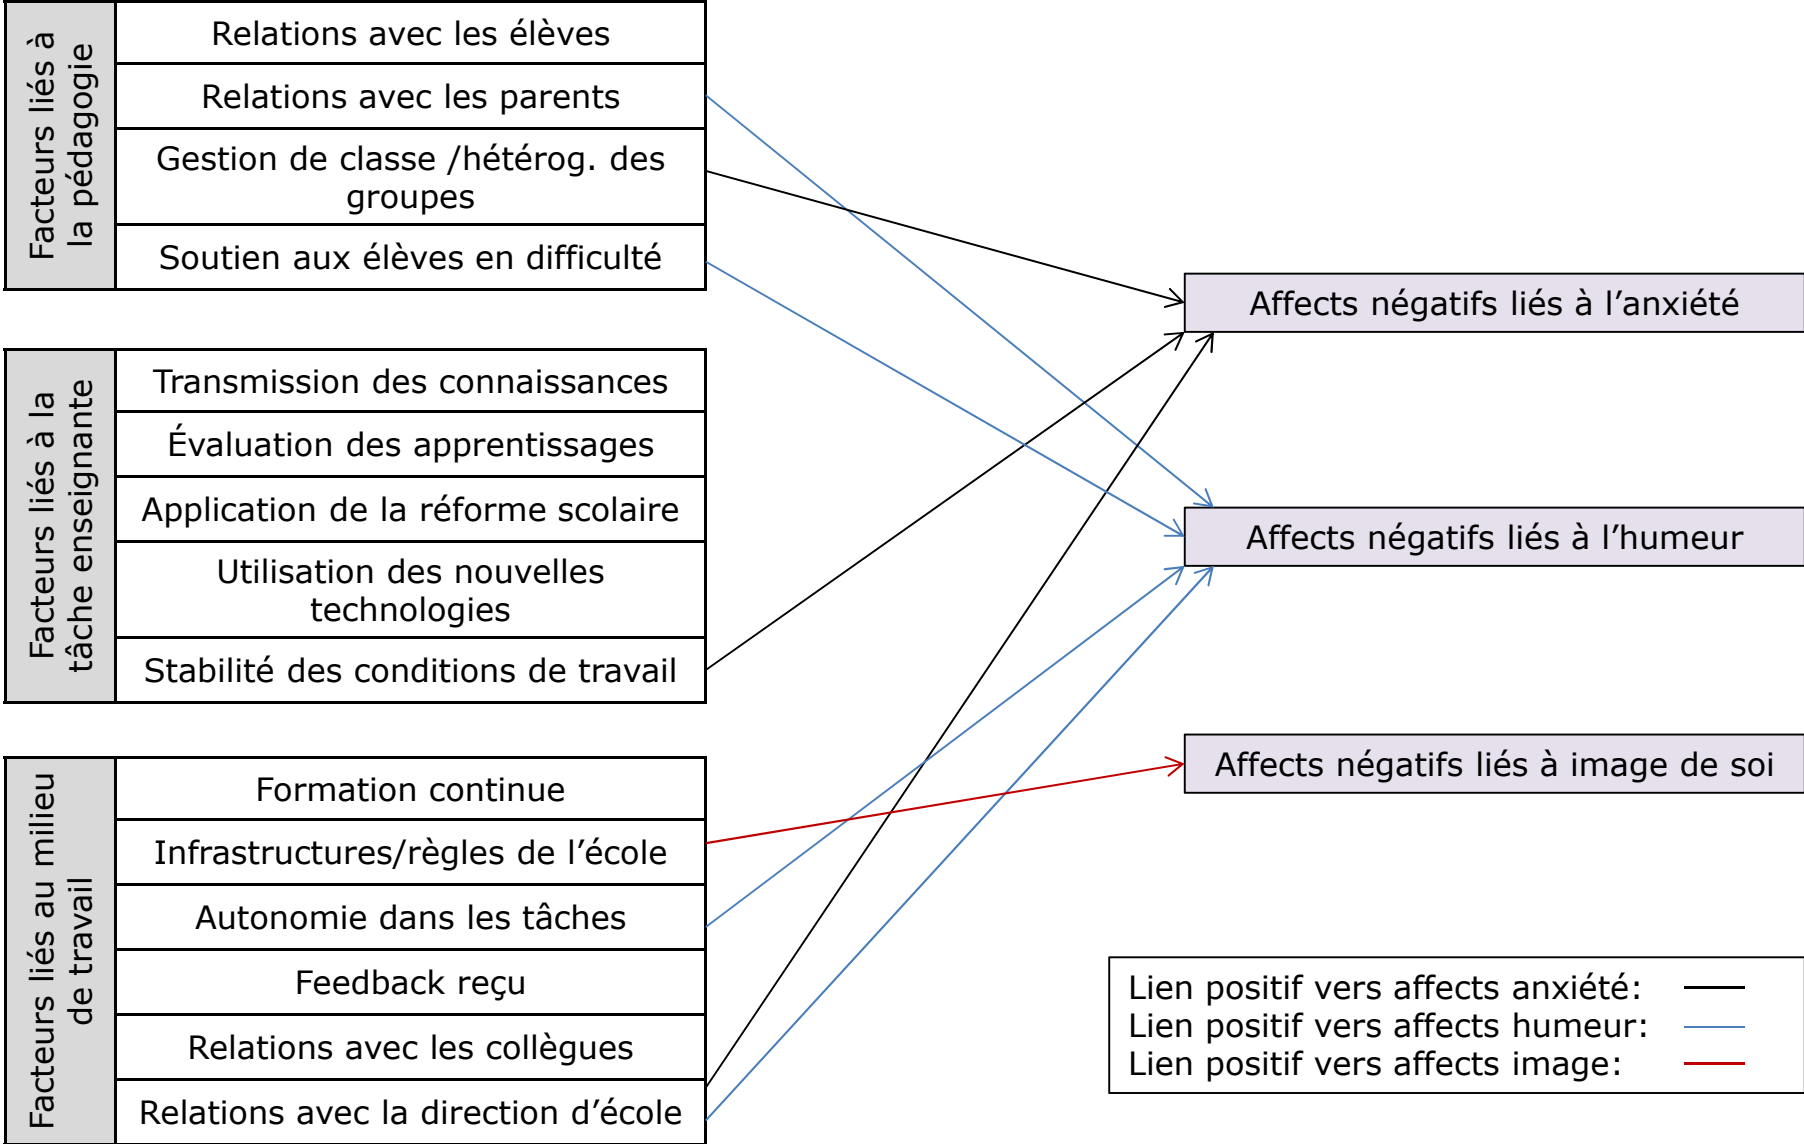 Facteurs liés à
la pédagogie
Relations avec les élèves
Relations avec les parents
Gestion de classe /hétérog. des
groupes
Soutien aux élèves en difficulté
Facteurs liés à la
tâche enseignante
Transmission des connaissances
Évaluation des apprentissages
Application de la réforme scolaire
Utilisation des nouvelles
technologies
Stabilité des conditions de travail
Facteurs liés au milieu
de travail
Formation continue
Infrastructures/règles de l’école
Autonomie dans les tâches
Feedback reçu
Relations avec les collègues
Relations avec la direction d’école
Affects négatifs liés à l’anxiété
Affects négatifs liés à l’humeur
Affects négatifs liés à image de soi
Lien positif vers affects anxiété:
Lien positif vers affects humeur:
Lien positif vers affects image: